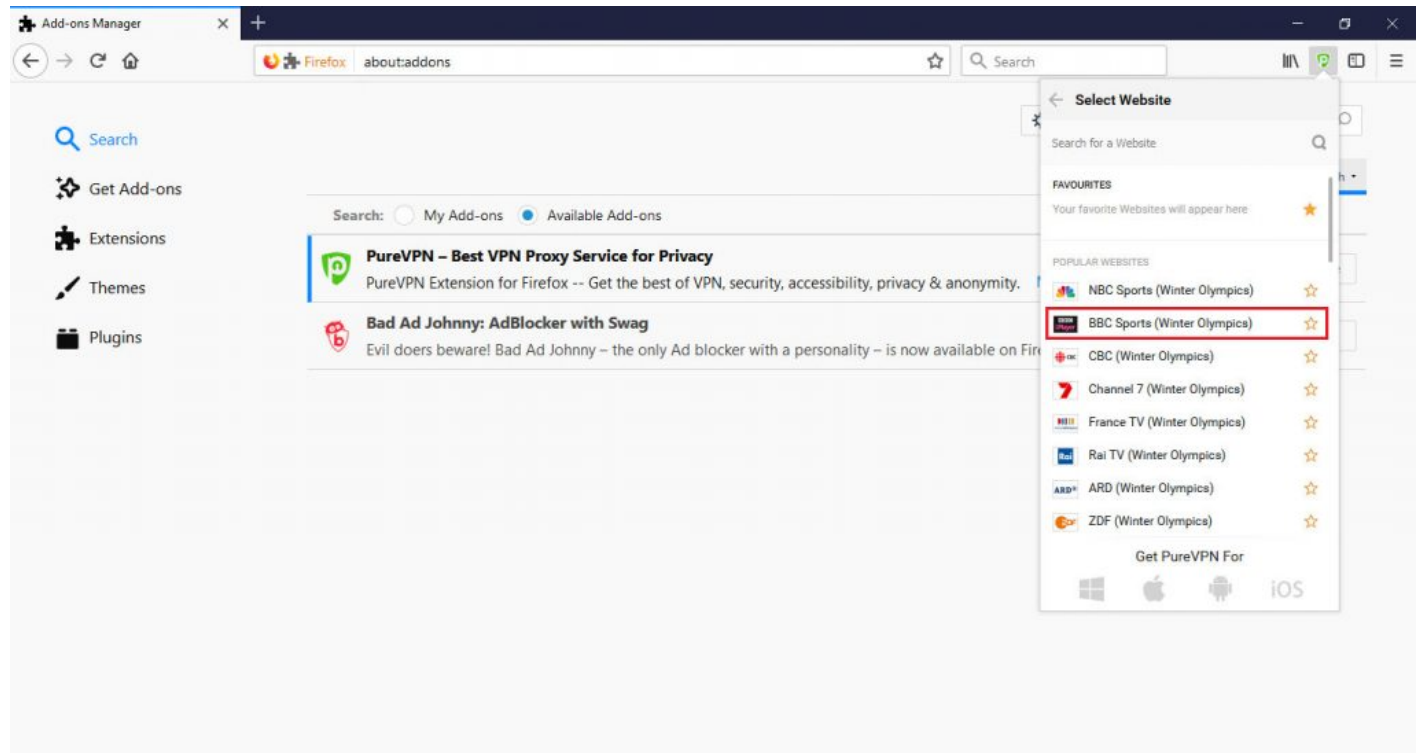 Add-ons Manager
Firefox about:addons
Search
Search
Get Add-ons
Extensions
Themes
Plugins
Search: My Add-ons Available Add-ons
PureVPN – Best VPN Proxy Service for Privacy
PureVPN Extension for Firefox -- Get the best of VPN, security, accessibility, privacy & anonymity.
Bad Ad Johnny: AdBlocker with Swag
Evil doers beware! Bad Ad Johnny – the only Ad blocker with a personality – is now available on
Select Website
Search for a Website
FAVOURITES
Your favorite Websites will appear here
POPULAR WEBSITES
NBC Sports (Winter Olympics)
BBC Sports (Winter Olympics)
CBC (Winter Olympics)
Channel 7 (Winter Olympics)
France TV (Winter Olympics)
Rai
Rai TV (Winter Olympics)
ARD
ARD (Winter Olympics)
ZDF (Winter Olympics)
Get PureVPN For
iOS